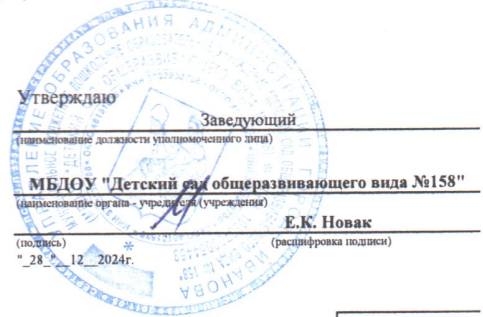 Утверждаю
Заведующий
(наименование должности уполномоченного лица)
МБДОУ "Детский сад общеразвивающего вида №158"
(наименование органа - учредителя (учреждения)
Е.К. Новак
(подпись) (расшифровка подписи)
"_28_"__12__2024г.